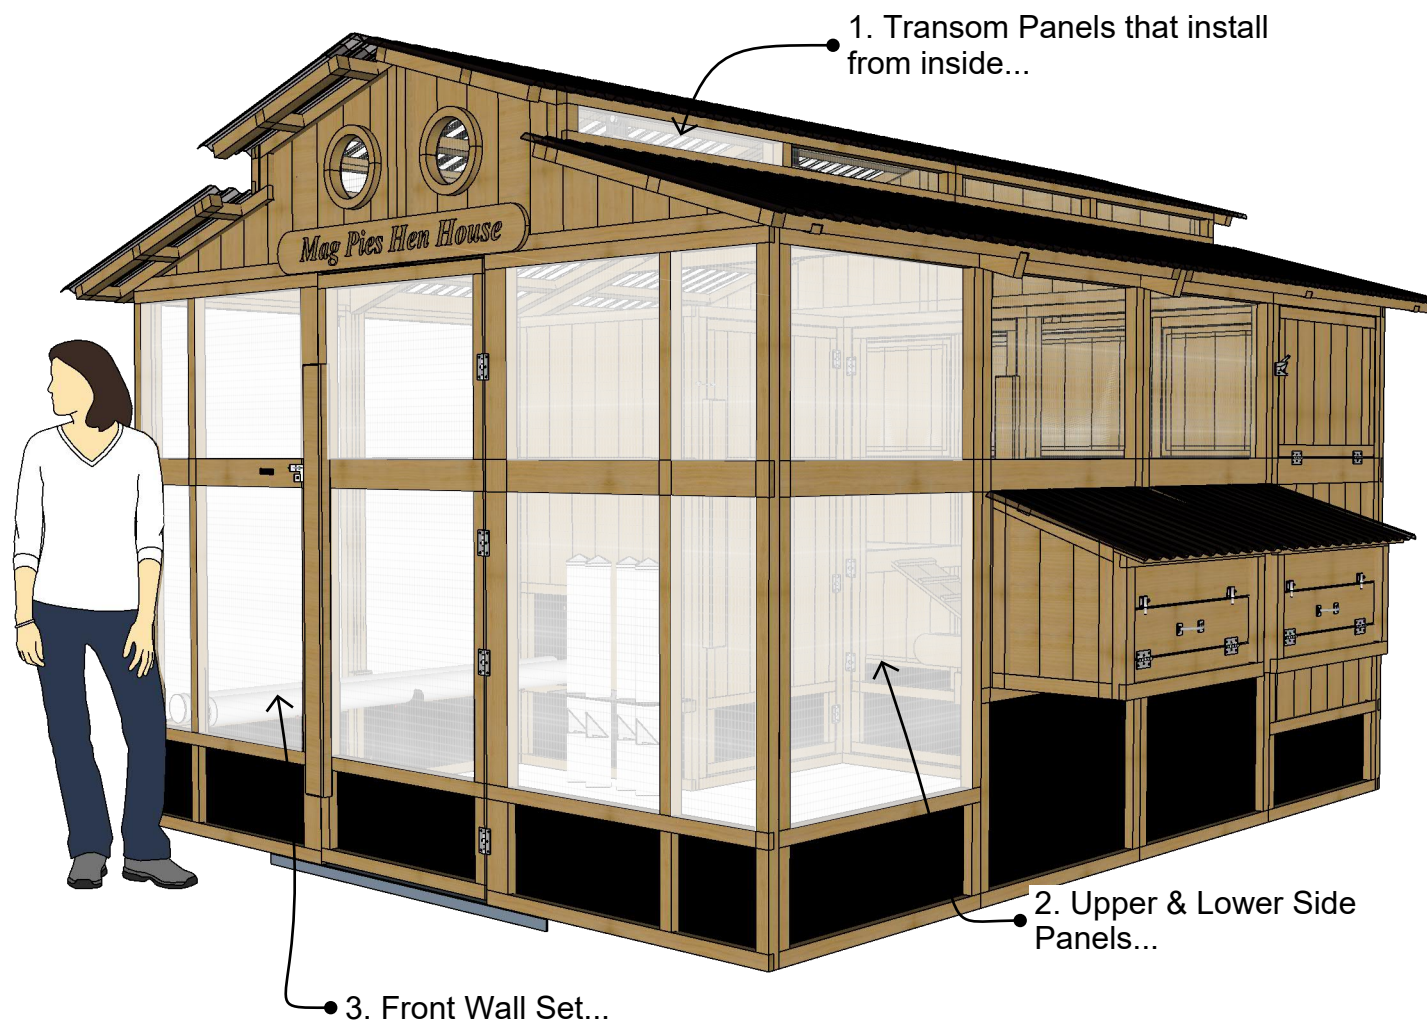 1. Transom Panels that install
from inside...
Mag Pies Hen House
2. Upper & Lower Side
Panels...
3. Front Wall Set...